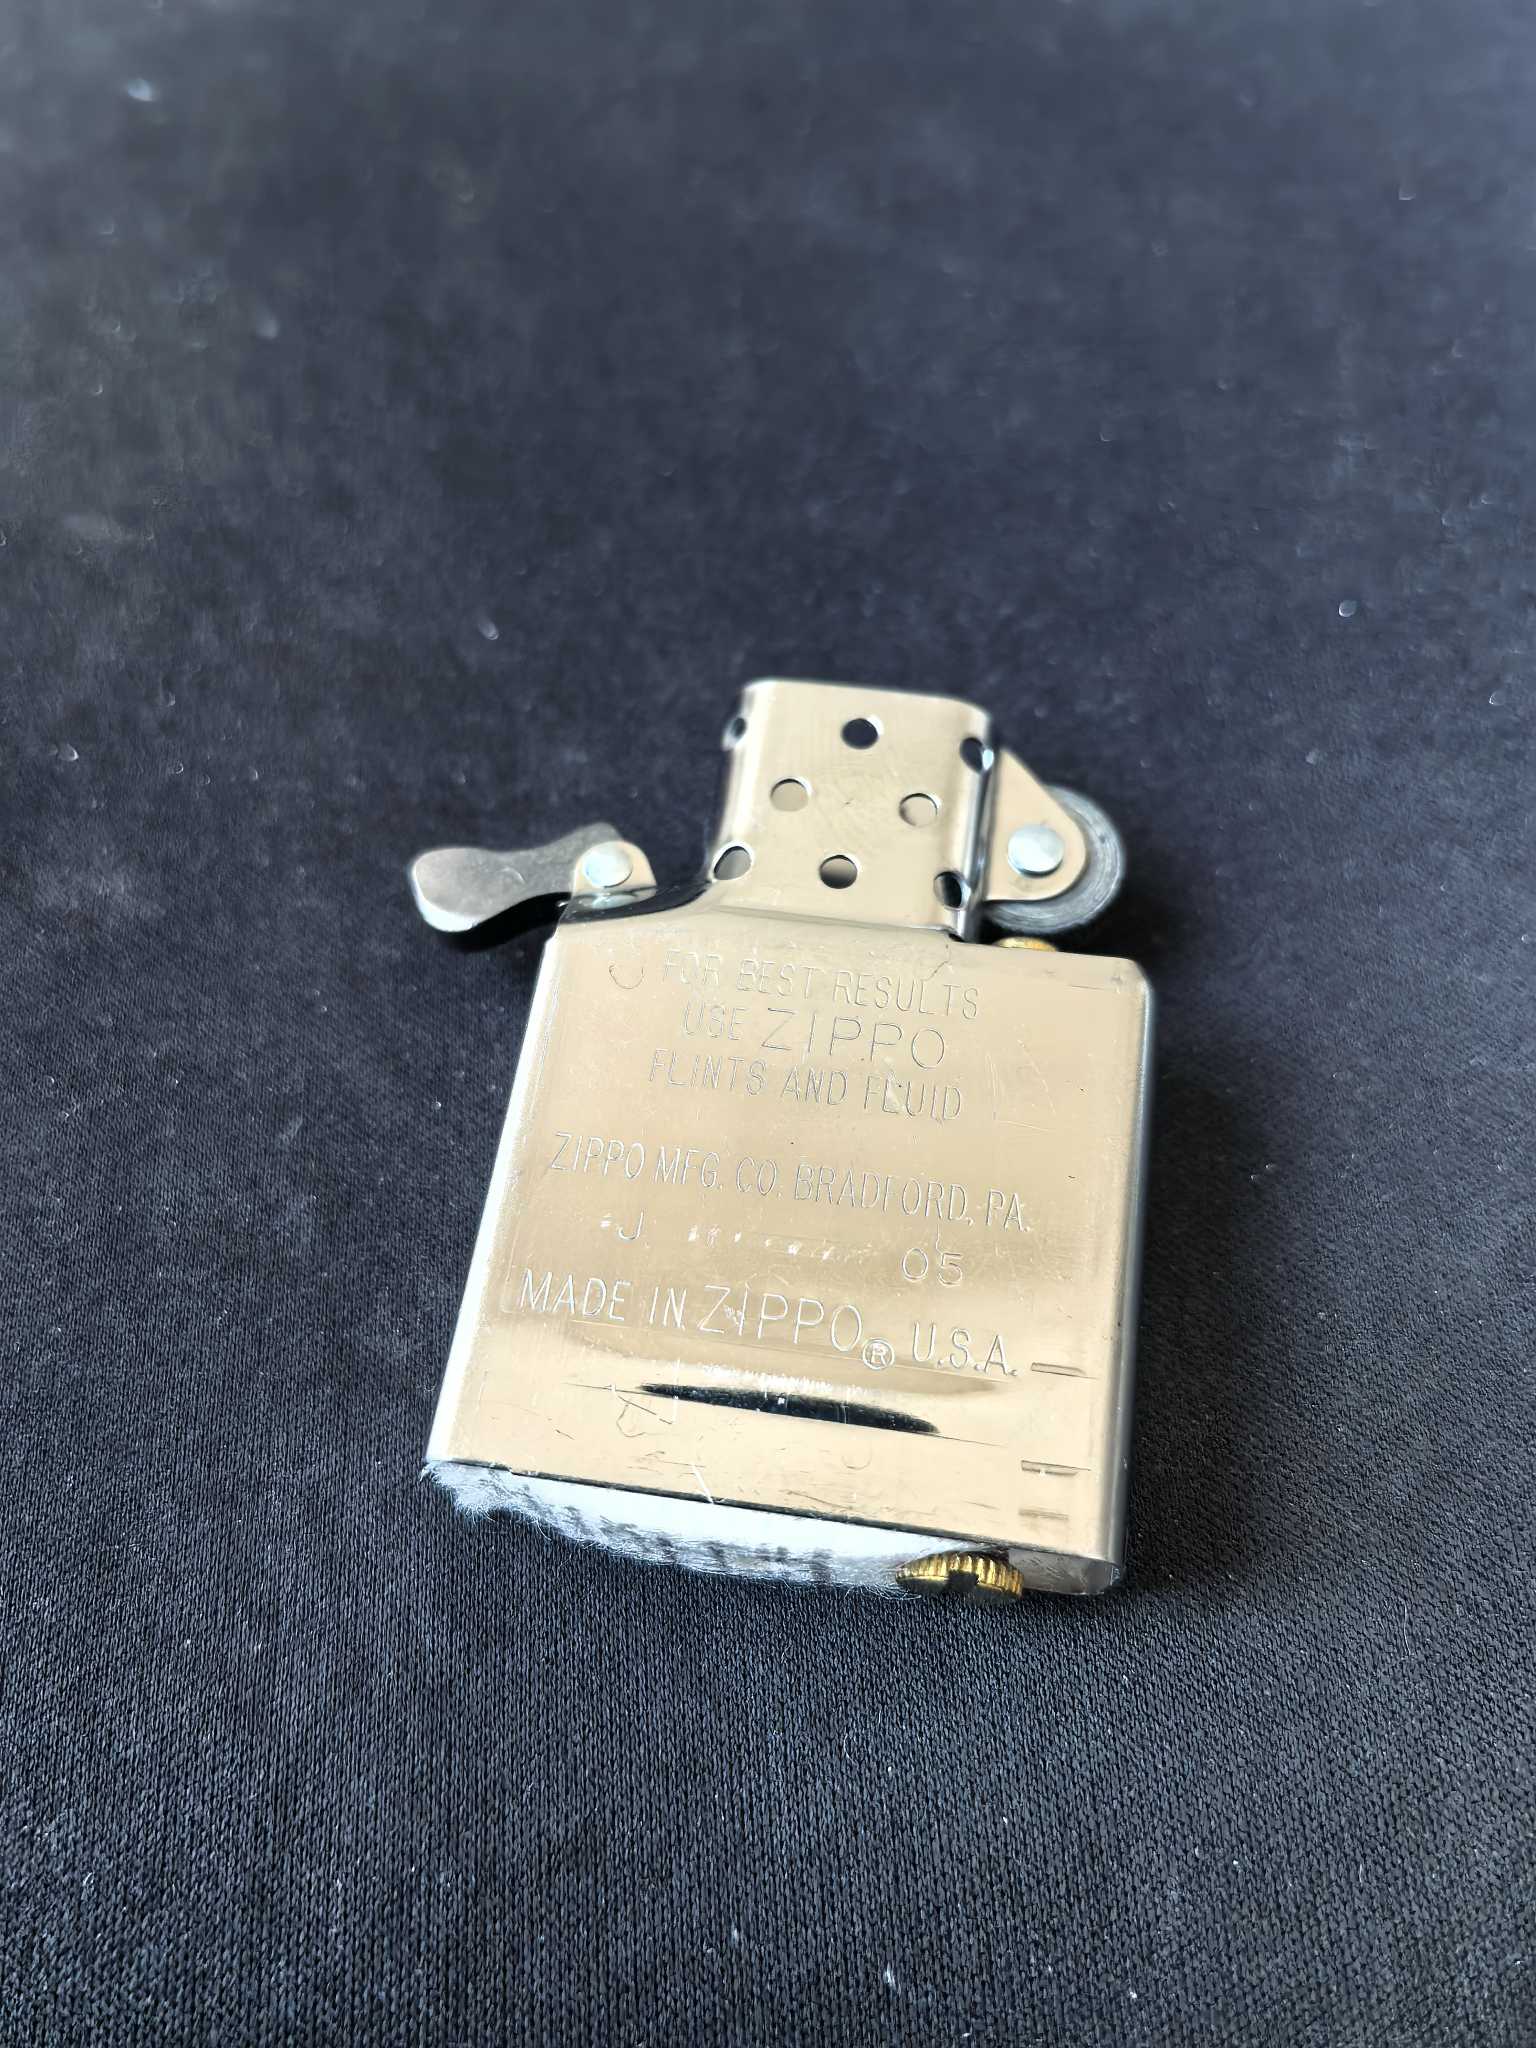 FOR BEST RESULTS
USE ZIPPO
FLINTS AND FLUID
ZIPPO MFG. CO. BRADFORD, PA.
J 05
MADE IN ZIPPO® U.S.A.